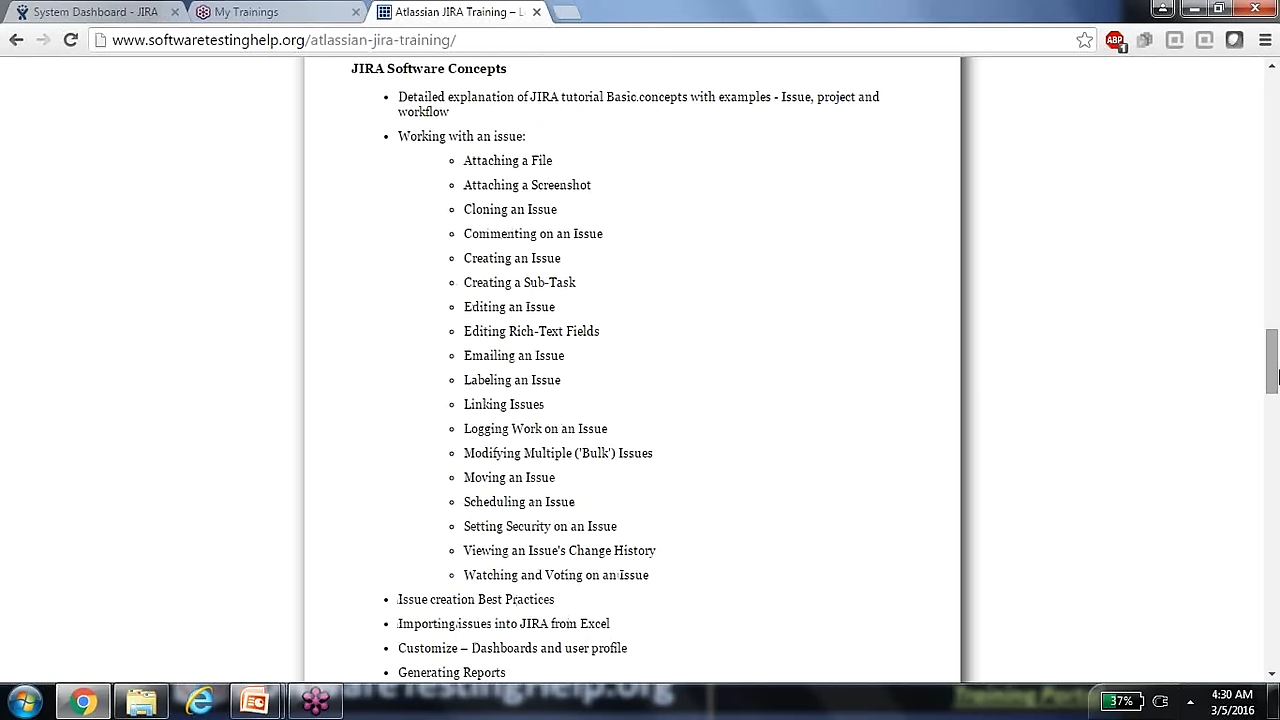 System Dashboard - JIRA
My Trainings
Atlassian JIRA Training – L
www.softwaretestinghelp.org/atlassian-jira-training/
ABP
1
JIRA Software Concepts
Detailed explanation of JIRA tutorial Basic concepts with examples - Issue, project and
workflow
Working with an issue:
Attaching a File
Attaching a Screenshot
Cloning an Issue
Commenting on an Issue
Creating an Issue
Creating a Sub-Task
Editing an Issue
Editing Rich-Text Fields
Emailing an Issue
Labeling an Issue
Linking Issues
Logging Work on an Issue
Modifying Multiple ('Bulk') Issues
Moving an Issue
Scheduling an Issue
Setting Security on an Issue
Viewing an Issue's Change History
Watching and Voting on an Issue
Issue creation Best Practices
Importing issues into JIRA from Excel
Customize – Dashboards and user profile
Generating Reports
37%
4:30 AM
3/5/2016